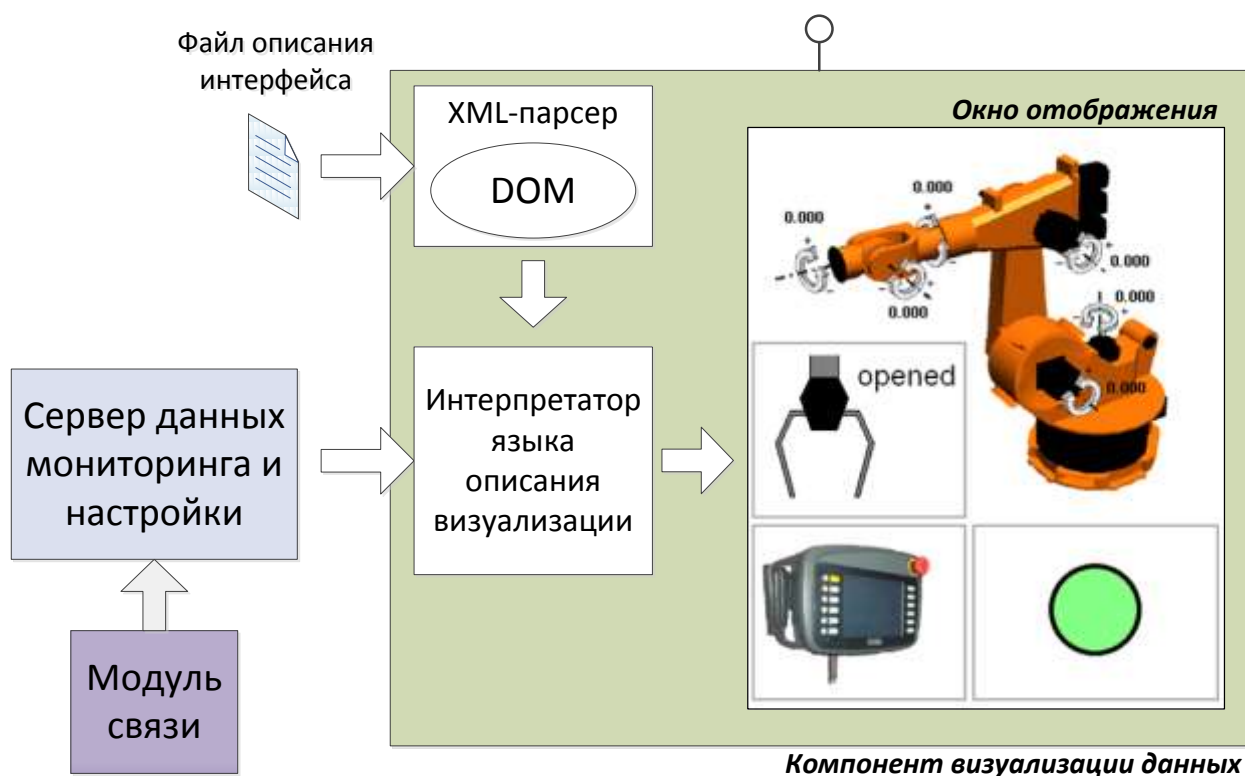 Файл описания
интерфейса
XML-парсер
DOM
Окно отображения
0.000
0.000
0.000
0.000
0.000
0.000
opened
Сервер данных
мониторинга и
настройки
Интерпретатор
языка
описания
визуализации
Модуль
связи
Компонент визуализации данных